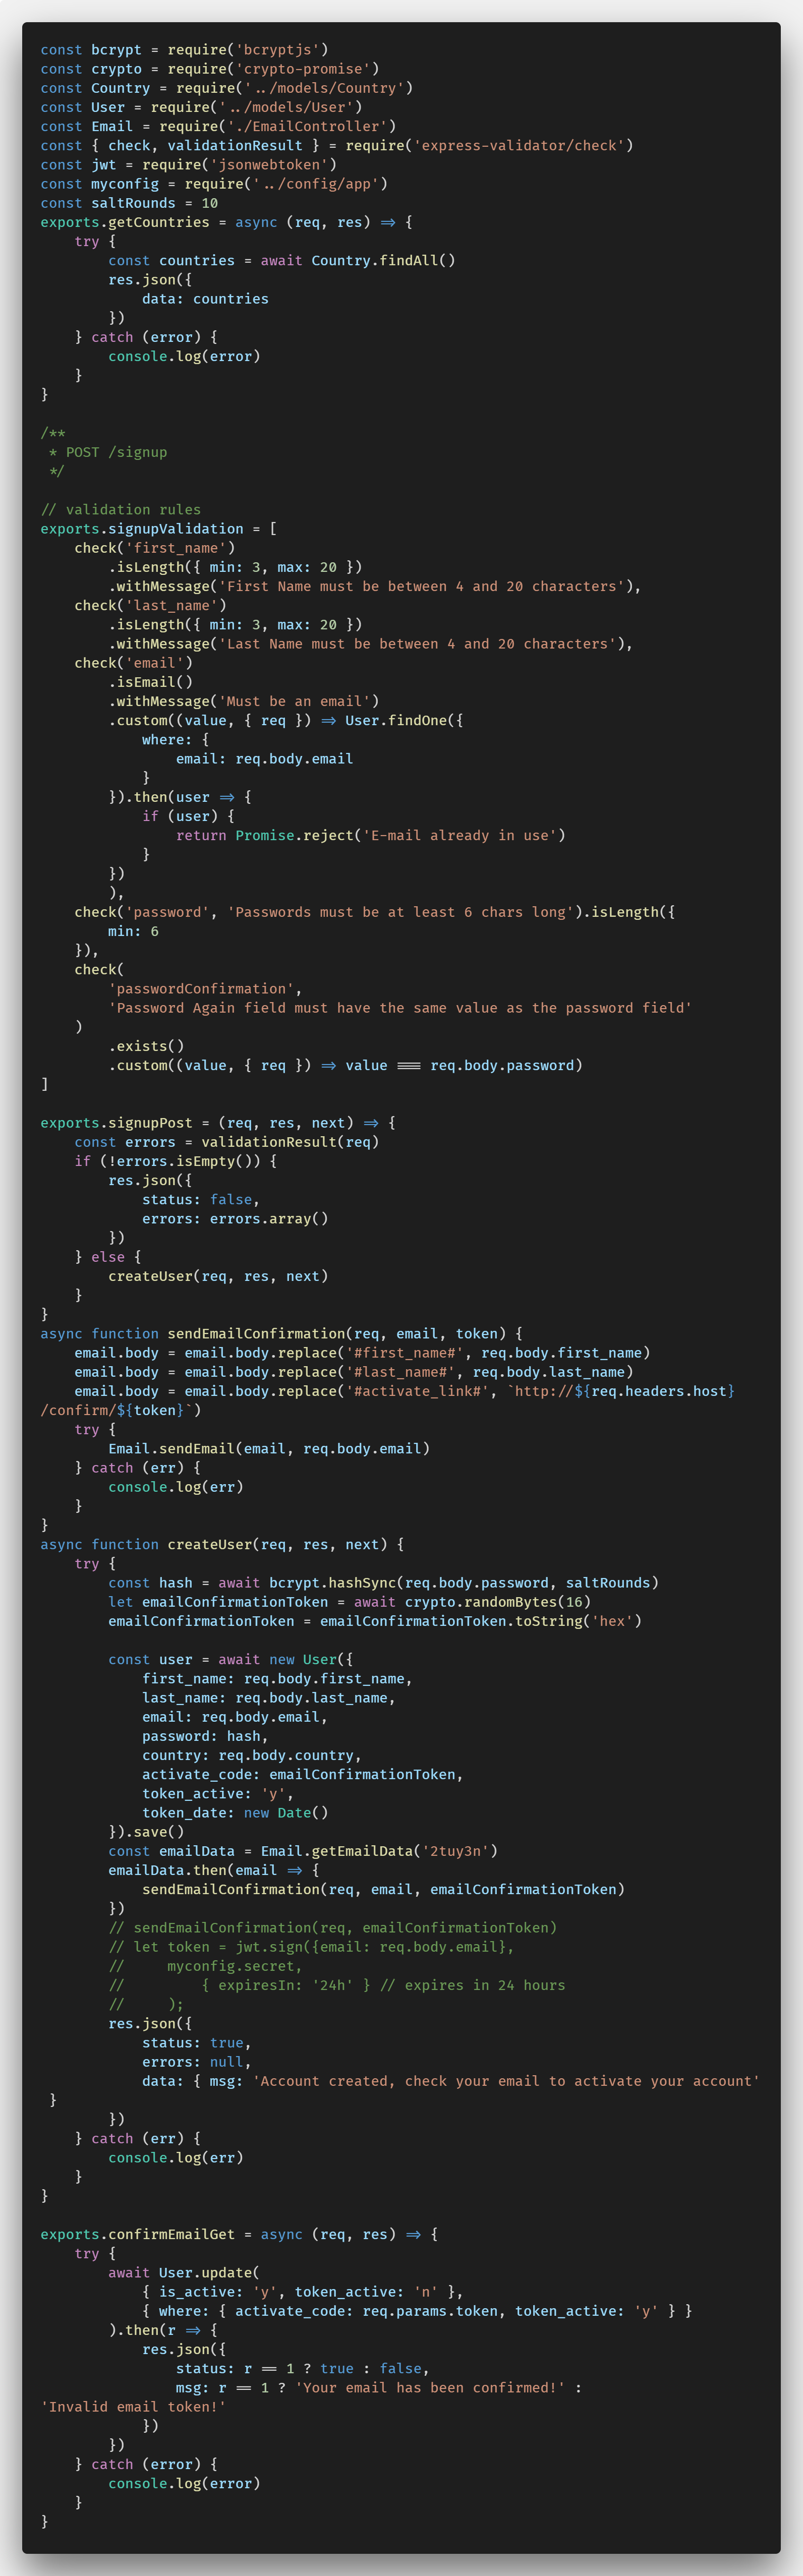 const bcrypt = require('bcryptjs')
const crypto = require('crypto-promise')
const Country = require('../models/Country')
const User = require('../models/User')
const Email = require('./EmailController')
const { check, validationResult } = require('express-validator/check')
const jwt = require('jsonwebtoken')
const myconfig = require('../config/app')
const saltRounds = 10
exports.getCountries = async (req, res) => {
    try {
        const countries = await Country.findAll()
        res.json({
            data: countries
        })
    } catch (error) {
        console.log(error)
    }
}

/**
 * POST /signup
 */

// validation rules
exports.signupValidation = [
    check('first_name')
        .isLength({ min: 3, max: 20 })
        .withMessage('First Name must be between 4 and 20 characters'),
    check('last_name')
        .isLength({ min: 3, max: 20 })
        .withMessage('Last Name must be between 4 and 20 characters'),
    check('email')
        .isEmail()
        .withMessage('Must be an email')
        .custom((value, { req }) => User.findOne({
            where: {
                email: req.body.email
            }
        }).then(user => {
            if (user) {
                return Promise.reject('E-mail already in use')
            }
        })
        ),
    check('password', 'Passwords must be at least 6 chars long').isLength({
        min: 6
    }),
    check(
        'passwordConfirmation',
        'Password Again field must have the same value as the password field'
    )
        .exists()
        .custom((value, { req }) => value === req.body.password)
]

exports.signupPost = (req, res, next) => {
    const errors = validationResult(req)
    if (!errors.isEmpty()) {
        res.json({
            status: false,
            errors: errors.array()
        })
    } else {
        createUser(req, res, next)
    }
}
async function sendEmailConfirmation(req, email, token) {
    email.body = email.body.replace('#first_name#', req.body.first_name)
    email.body = email.body.replace('#last_name#', req.body.last_name)
    email.body = email.body.replace('#activate_link#', `http://${req.headers.host}
/confirm/${token}`)
    try {
        Email.sendEmail(email, req.body.email)
    } catch (err) {
        console.log(err)
    }
}
async function createUser(req, res, next) {
    try {
        const hash = await bcrypt.hashSync(req.body.password, saltRounds)
        let emailConfirmationToken = await crypto.randomBytes(16)
        emailConfirmationToken = emailConfirmationToken.toString('hex')

        const user = await new User({
            first_name: req.body.first_name,
            last_name: req.body.last_name,
            email: req.body.email,
            password: hash,
            country: req.body.country,
            activate_code: emailConfirmationToken,
            token_active: 'y',
            token_date: new Date()
        }).save()
        const emailData = Email.getEmailData('2tuy3n')
        emailData.then(email => {
            sendEmailConfirmation(req, email, emailConfirmationToken)
        })
        // sendEmailConfirmation(req, emailConfirmationToken)
        // let token = jwt.sign({email: req.body.email},
        //     myconfig.secret,
        //         { expiresIn: '24h' } // expires in 24 hours
        //     );
        res.json({
            status: true,
            errors: null,
            data: { msg: 'Account created, check your email to activate your account'
 }
        })
    } catch (err) {
        console.log(err)
    }
}

exports.confirmEmailGet = async (req, res) => {
    try {
        await User.update(
            { is_active: 'y', token_active: 'n' },
            { where: { activate_code: req.params.token, token_active: 'y' } }
        ).then(r => {
            res.json({
                status: r == 1 ? true : false,
                msg: r == 1 ? 'Your email has been confirmed!' :
'Invalid email token!'
            })
        })
    } catch (error) {
        console.log(error)
    }
}